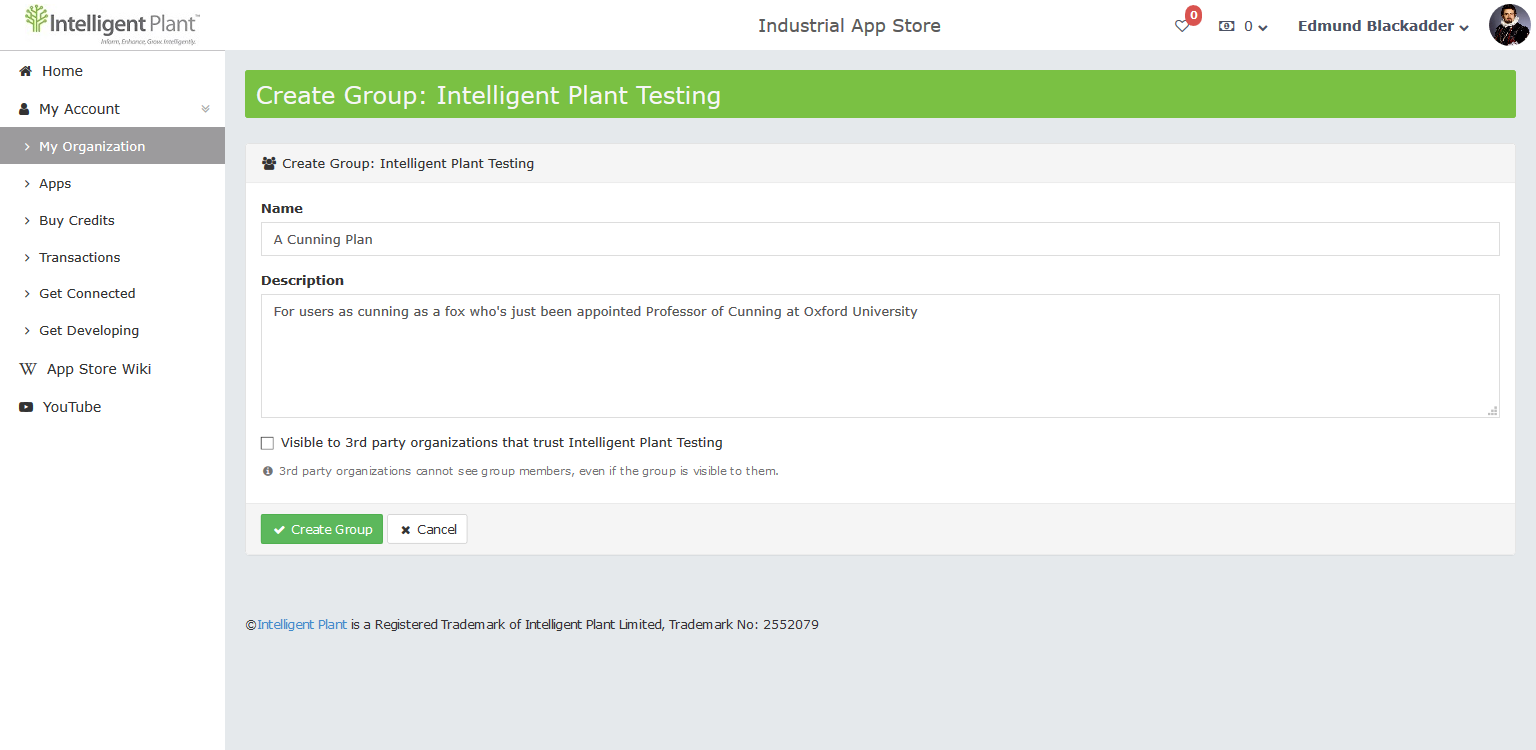 Intelligent Plant™
Inform, Enhance, Grow. Intelligently.
Industrial App Store
0
0
Edmund Blackadder
Home
My Account
My Organization
Apps
Buy Credits
Transactions
Get Connected
Get Developing
W App Store Wiki
YouTube
Create Group: Intelligent Plant Testing
Create Group: Intelligent Plant Testing
Name
A Cunning Plan
Description
For users as cunning as a fox who's just been appointed Professor of Cunning at Oxford University
Visible to 3rd party organizations that trust Intelligent Plant Testing
3rd party organizations cannot see group members, even if the group is visible to them.
Create Group
Cancel
©Intelligent Plant is a Registered Trademark of Intelligent Plant Limited, Trademark No: 2552079